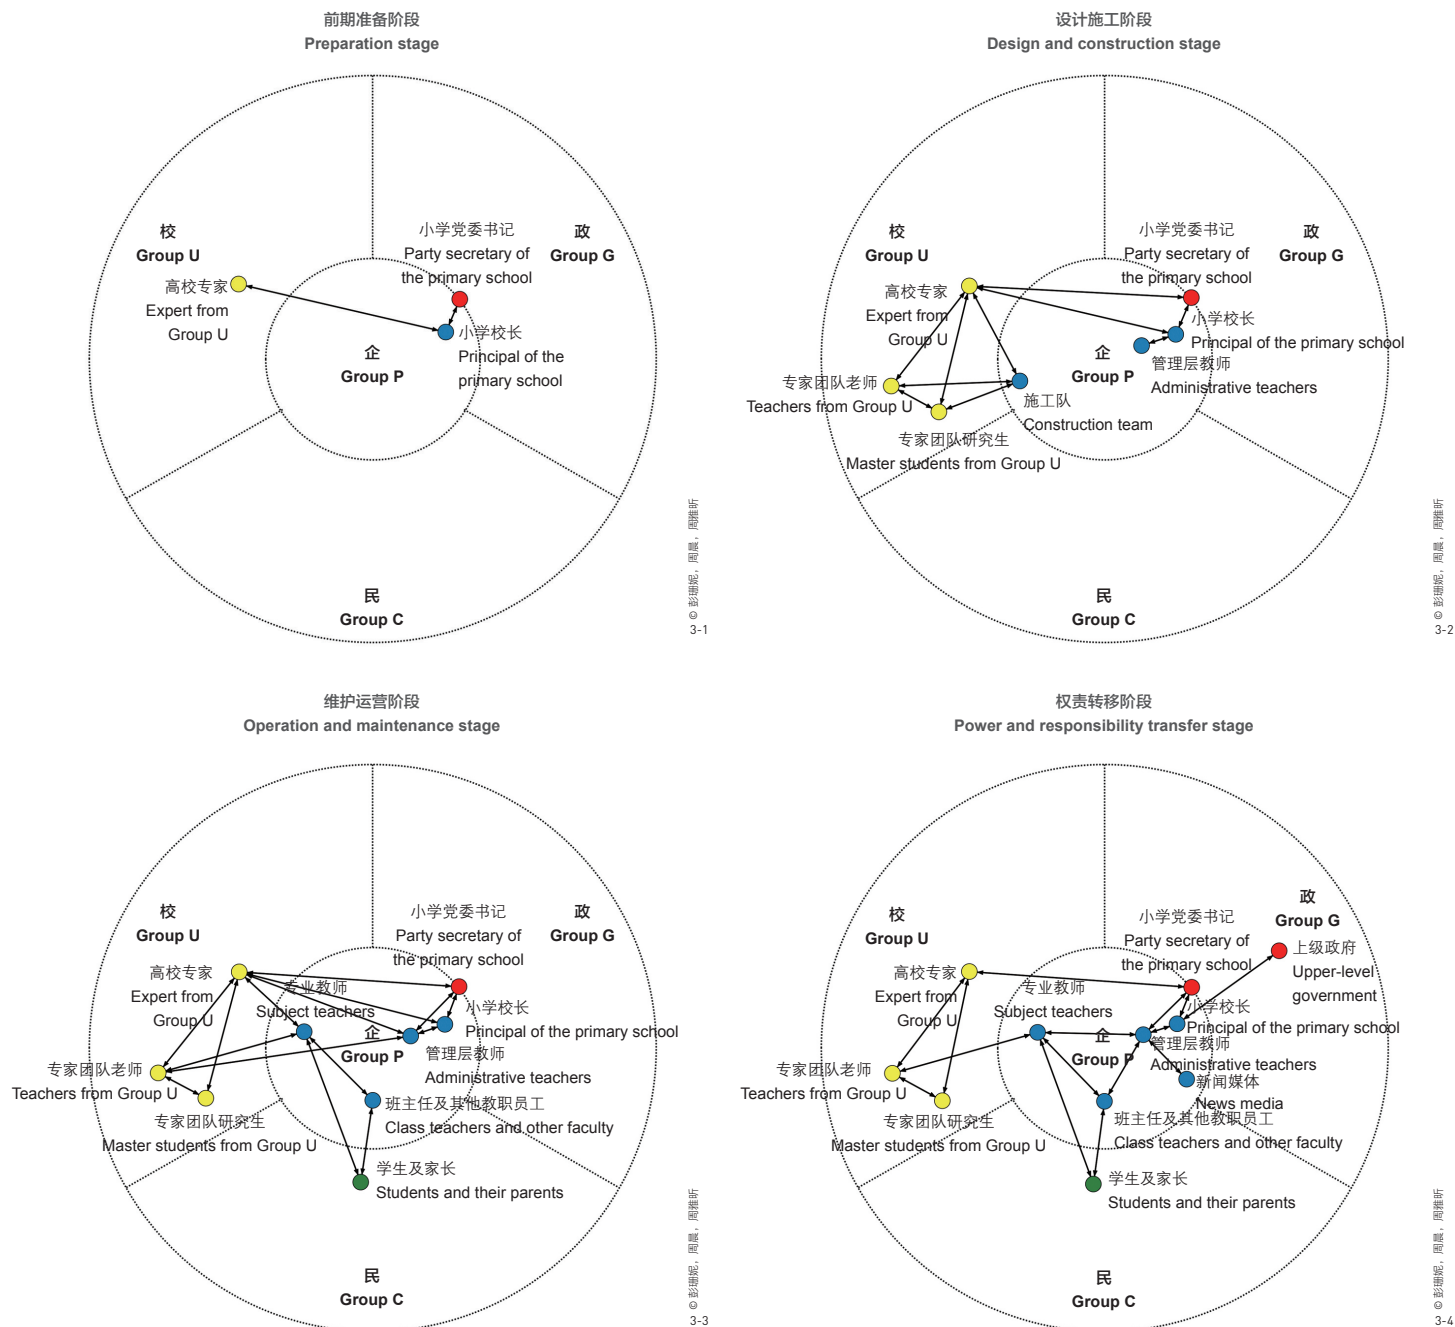 前期准备阶段
Preparation stage
校
Group U
政
Group G
小学党委书记
Party secretary of
the primary school
高校专家
Expert from
Group U
小学校长
Principal of the
primary school
企
Group P
民
Group C
© 彭珊妮，周晨，周雅昕
3-1
设计施工阶段
Design and construction stage
校
Group U
政
Group G
小学党委书记
Party secretary of
the primary school
高校专家
Expert from
Group U
小学校长
Principal of the primary school
企
Group P
管理层教师
Administrative teachers
专家团队老师
Teachers from Group U
施工队
Construction team
专家团队研究生
Master students from Group U
民
Group C
© 彭珊妮，周晨，周雅昕
3-2
维护运营阶段
Operation and maintenance stage
校
Group U
政
Group G
小学党委书记
Party secretary of
the primary school
高校专家
Expert from
Group U
专业教师
Subject teachers
小学校长
Principal of the primary school
企
Group P
管理层教师
Administrative teachers
专家团队老师
Teachers from Group U
班主任及其他教职员工
Class teachers and other faculty
专家团队研究生
Master students from Group U
学生及家长
Students and their parents
民
Group C
© 彭珊妮，周晨，周雅昕
3-3
权责转移阶段
Power and responsibility transfer stage
校
Group U
政
Group G
小学党委书记
Party secretary of
the primary school
上级政府
Upper-level
government
高校专家
Expert from
Group U
专业教师
Subject teachers
小学校长
Principal of the primary school
企
Group P
管理层教师
Administrative teachers
专家团队老师
Teachers from Group U
新闻媒体
News media
班主任及其他教职员工
Class teachers and other faculty
专家团队研究生
Master students from Group U
学生及家长
Students and their parents
民
Group C
© 彭珊妮，周晨，周雅昕
3-4